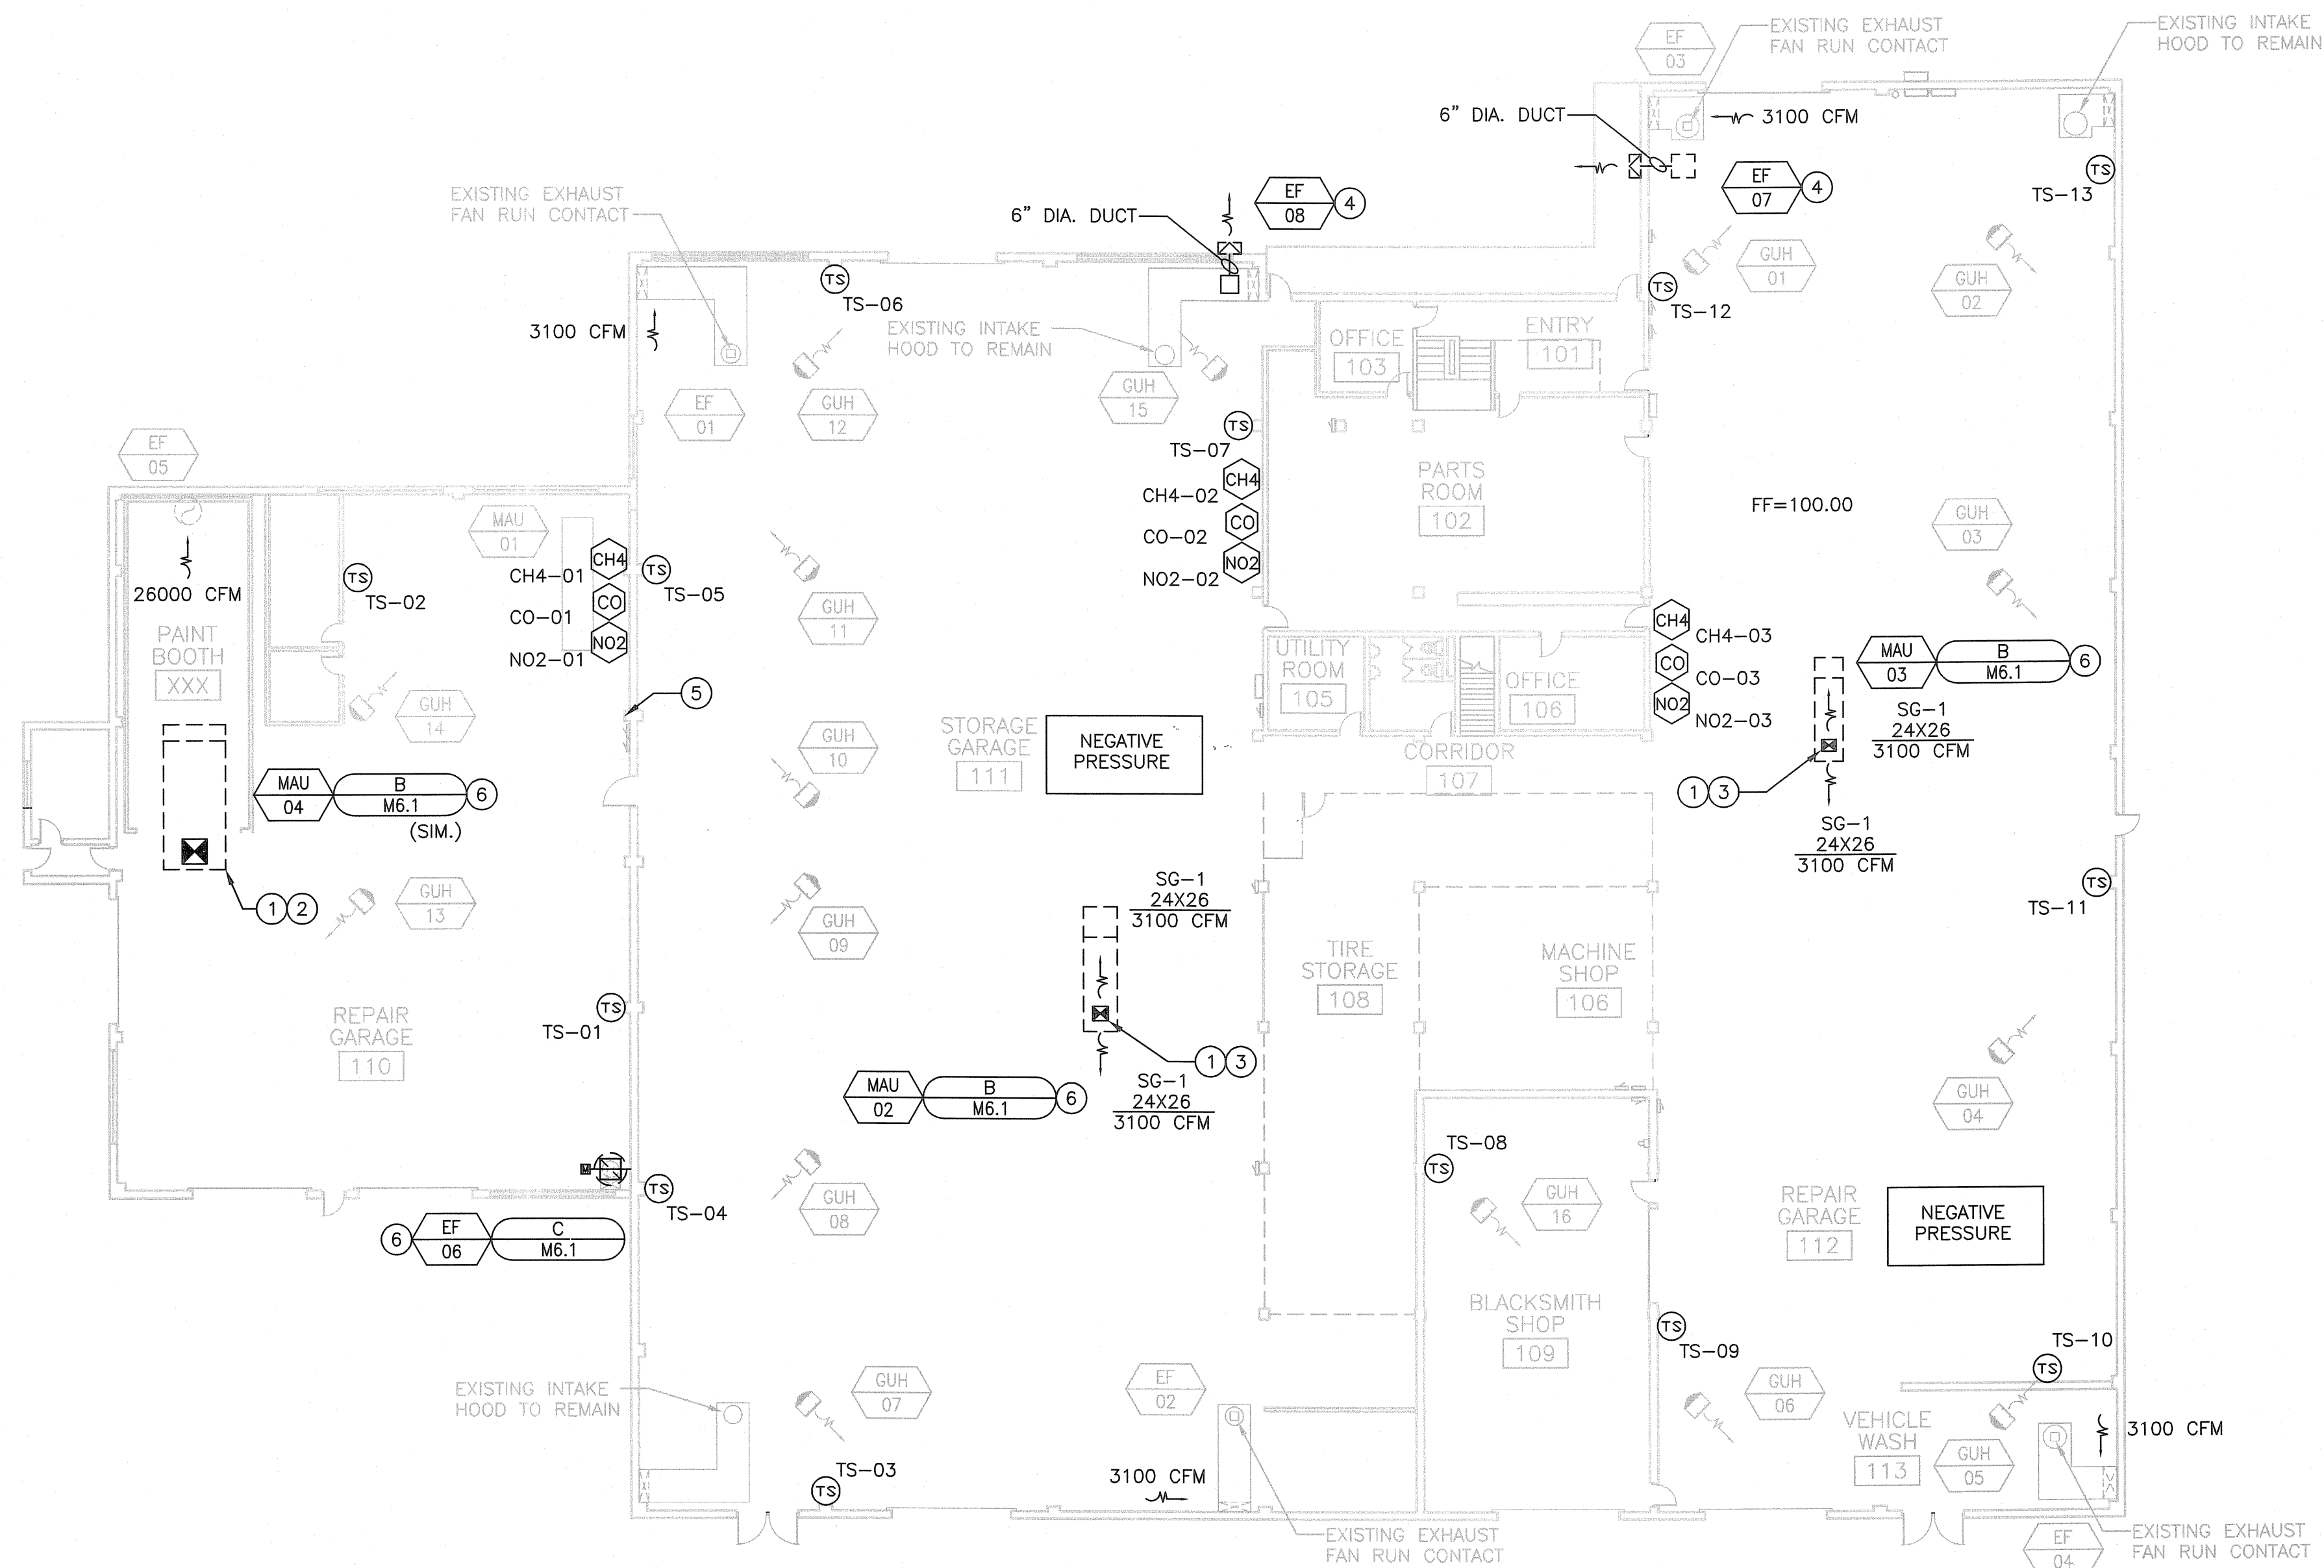 EF
03
EXISTING EXHAUST
FAN RUN CONTACT
EXISTING INTAKE
HOOD TO REMAIN
6" DIA. DUCT
3100 CFM
EF
07
4
TS
TS-13
EXISTING EXHAUST
FAN RUN CONTACT
6" DIA. DUCT
EF
08
4
GUH
01
GUH
02
TS
TS-06
TS
TS-12
3100 CFM
EXISTING INTAKE
HOOD TO REMAIN
OFFICE
103
ENTRY
101
EF
01
GUH
12
GUH
15
TS
TS-07
EF
05
CH4
CH4-02
CO
CO-02
NO2
NO2-02
PARTS
ROOM
102
FF=100.00
GUH
03
MAU
01
26000 CFM
TS
TS-02
CH4
CH4-01
CO
CO-01
NO2
NO2-01
TS
TS-05
GUH
11
PAINT
BOOTH
XXX
UTILITY
ROOM
105
OFFICE
106
CH4
CH4-03
CO
CO-03
NO2
NO2-03
MAU
03
B
M6.1
6
SG-1
24X26
3100 CFM
5
GUH
14
STORAGE
GARAGE
111
NEGATIVE
PRESSURE
GUH
10
CORRIDOR
107
1
3
MAU
04
B
M6.1
6
(SIM.)
SG-1
24X26
3100 CFM
1
2
GUH
13
GUH
09
SG-1
24X26
3100 CFM
TS
TS-11
TIRE
STORAGE
108
MACHINE
SHOP
106
REPAIR
GARAGE
110
TS
TS-01
1
3
MAU
02
B
M6.1
6
SG-1
24X26
3100 CFM
GUH
04
M
TS
TS-04
GUH
08
TS-08
TS
GUH
16
REPAIR
GARAGE
112
NEGATIVE
PRESSURE
6
EF
06
C
M6.1
BLACKSMITH
SHOP
109
TS
TS-09
TS-10
TS
EXISTING INTAKE
HOOD TO REMAIN
GUH
07
EF
02
GUH
06
VEHICLE
WASH
113
GUH
05
3100 CFM
TS-03
TS
3100 CFM
EXISTING EXHAUST
FAN RUN CONTACT
EF
04
EXISTING EXHAUST
FAN RUN CONTACT